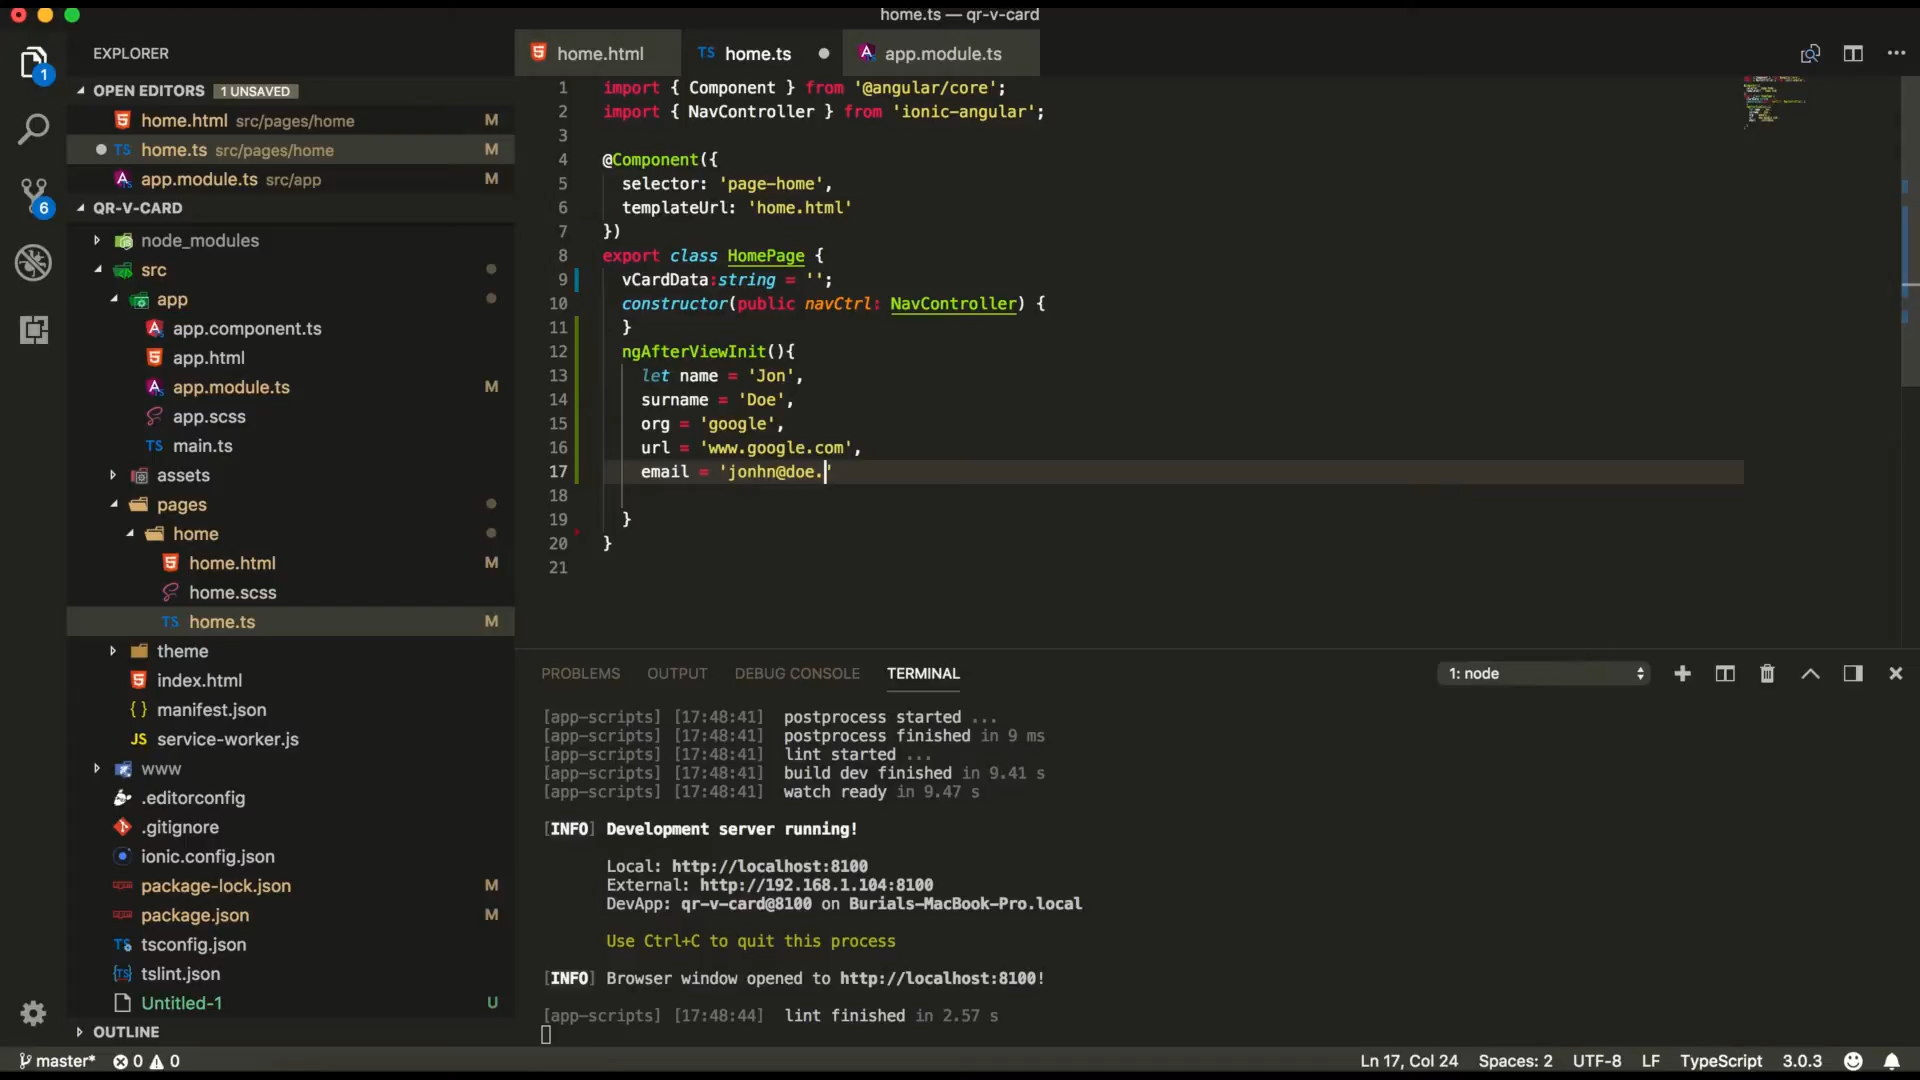 home.ts — qr-v-card
EXPLORER
OPEN EDITORS 1 UNSAVED
home.html src/pages/home M
home.ts src/pages/home M
app.module.ts src/app M
QR-V-CARD
node_modules
src
app
app.component.ts
app.html
app.module.ts M
app.scss
main.ts
assets
pages
home
home.html M
home.scss
home.ts M
theme
index.html
manifest.json
service-worker.js
www
.editorconfig
.gitignore
ionic.config.json
package-lock.json M
package.json M
tsconfig.json
tslint.json
Untitled-1 U
OUTLINE
1
6
home.html home.ts app.module.ts
1 import { Component } from '@angular/core';
2 import { NavController } from 'ionic-angular';
3
4 @Component({
5 selector: 'page-home',
6 templateUrl: 'home.html'
7 })
8 export class HomePage {
9 vCardData:string = '';
10 constructor(public navCtrl: NavController) {
11 }
12 ngAfterViewInit(){
13 let name = 'Jon',
14 surname = 'Doe',
15 org = 'google',
16 url = 'www.google.com',
17 email = 'jonhn@doe.'
18
19 }
20 }
21
PROBLEMS OUTPUT DEBUG CONSOLE TERMINAL 1: node
[app-scripts] [17:48:41] postprocess started ...
[app-scripts] [17:48:41] postprocess finished in 9 ms
[app-scripts] [17:48:41] lint started ...
[app-scripts] [17:48:41] build dev finished in 9.41 s
[app-scripts] [17:48:41] watch ready in 9.47 s
[INFO] Development server running!
Local: http://localhost:8100
External: http://192.168.1.104:8100
DevApp: qr-v-card@8100 on Burials-MacBook-Pro.local
Use Ctrl+C to quit this process
[INFO] Browser window opened to http://localhost:8100!
[app-scripts] [17:48:44] lint finished in 2.57 s
master* 0 0 Ln 17, Col 24 Spaces: 2 UTF-8 LF TypeScript 3.0.3